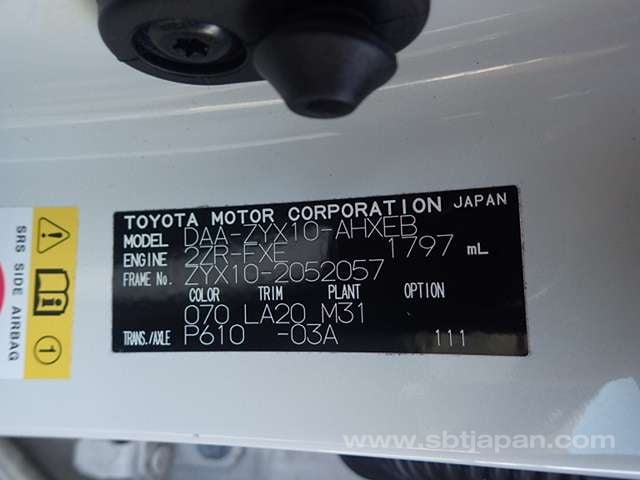 TOYOTA MOTOR CORPORATION JAPAN
MODEL DAA-ZYX10-AHXEB
ENGINE 2ZR-FXE 1797 mL
FRAME No. ZYX10-2052057
COLOR TRIM PLANT OPTION
070 LA20 M31
TRANS./AXLE P610 -03A 111
SRS SIDE AIRBAG
1
www.sbtjapan.com